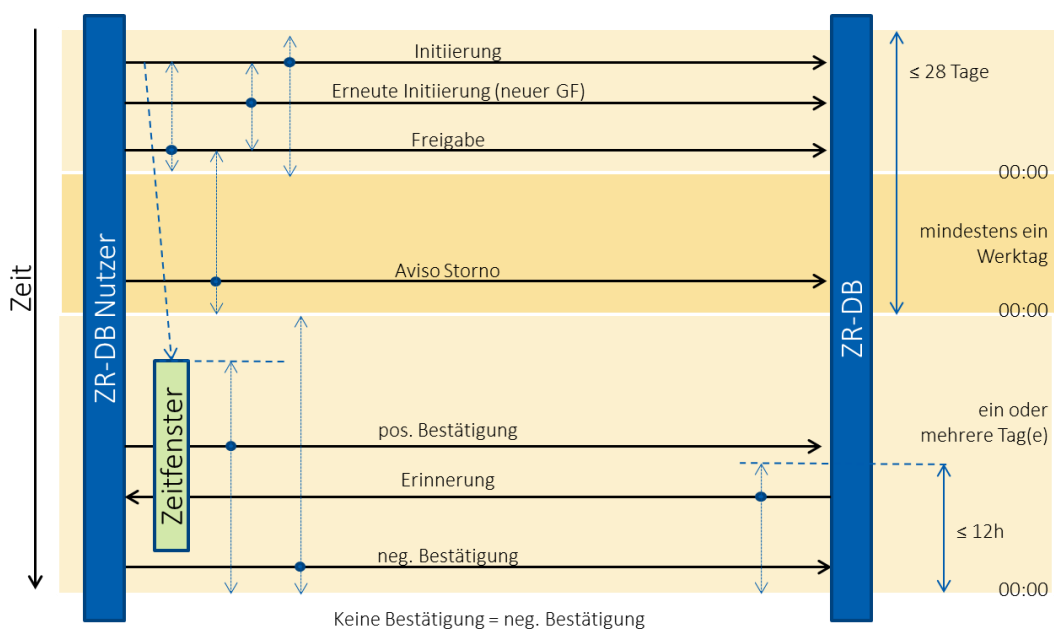 Initiierung
≤ 28 Tage
Erneute Initiierung (neuer GF)
Freigabe
00:00
mindestens ein
Werktag
Aviso Storno
00:00
Zeit
ZR-DB Nutzer
ZR-DB
Zeitfenster
ein oder
mehrere Tag(e)
pos. Bestätigung
Erinnerung
≤ 12h
neg. Bestätigung
00:00
Keine Bestätigung = neg. Bestätigung